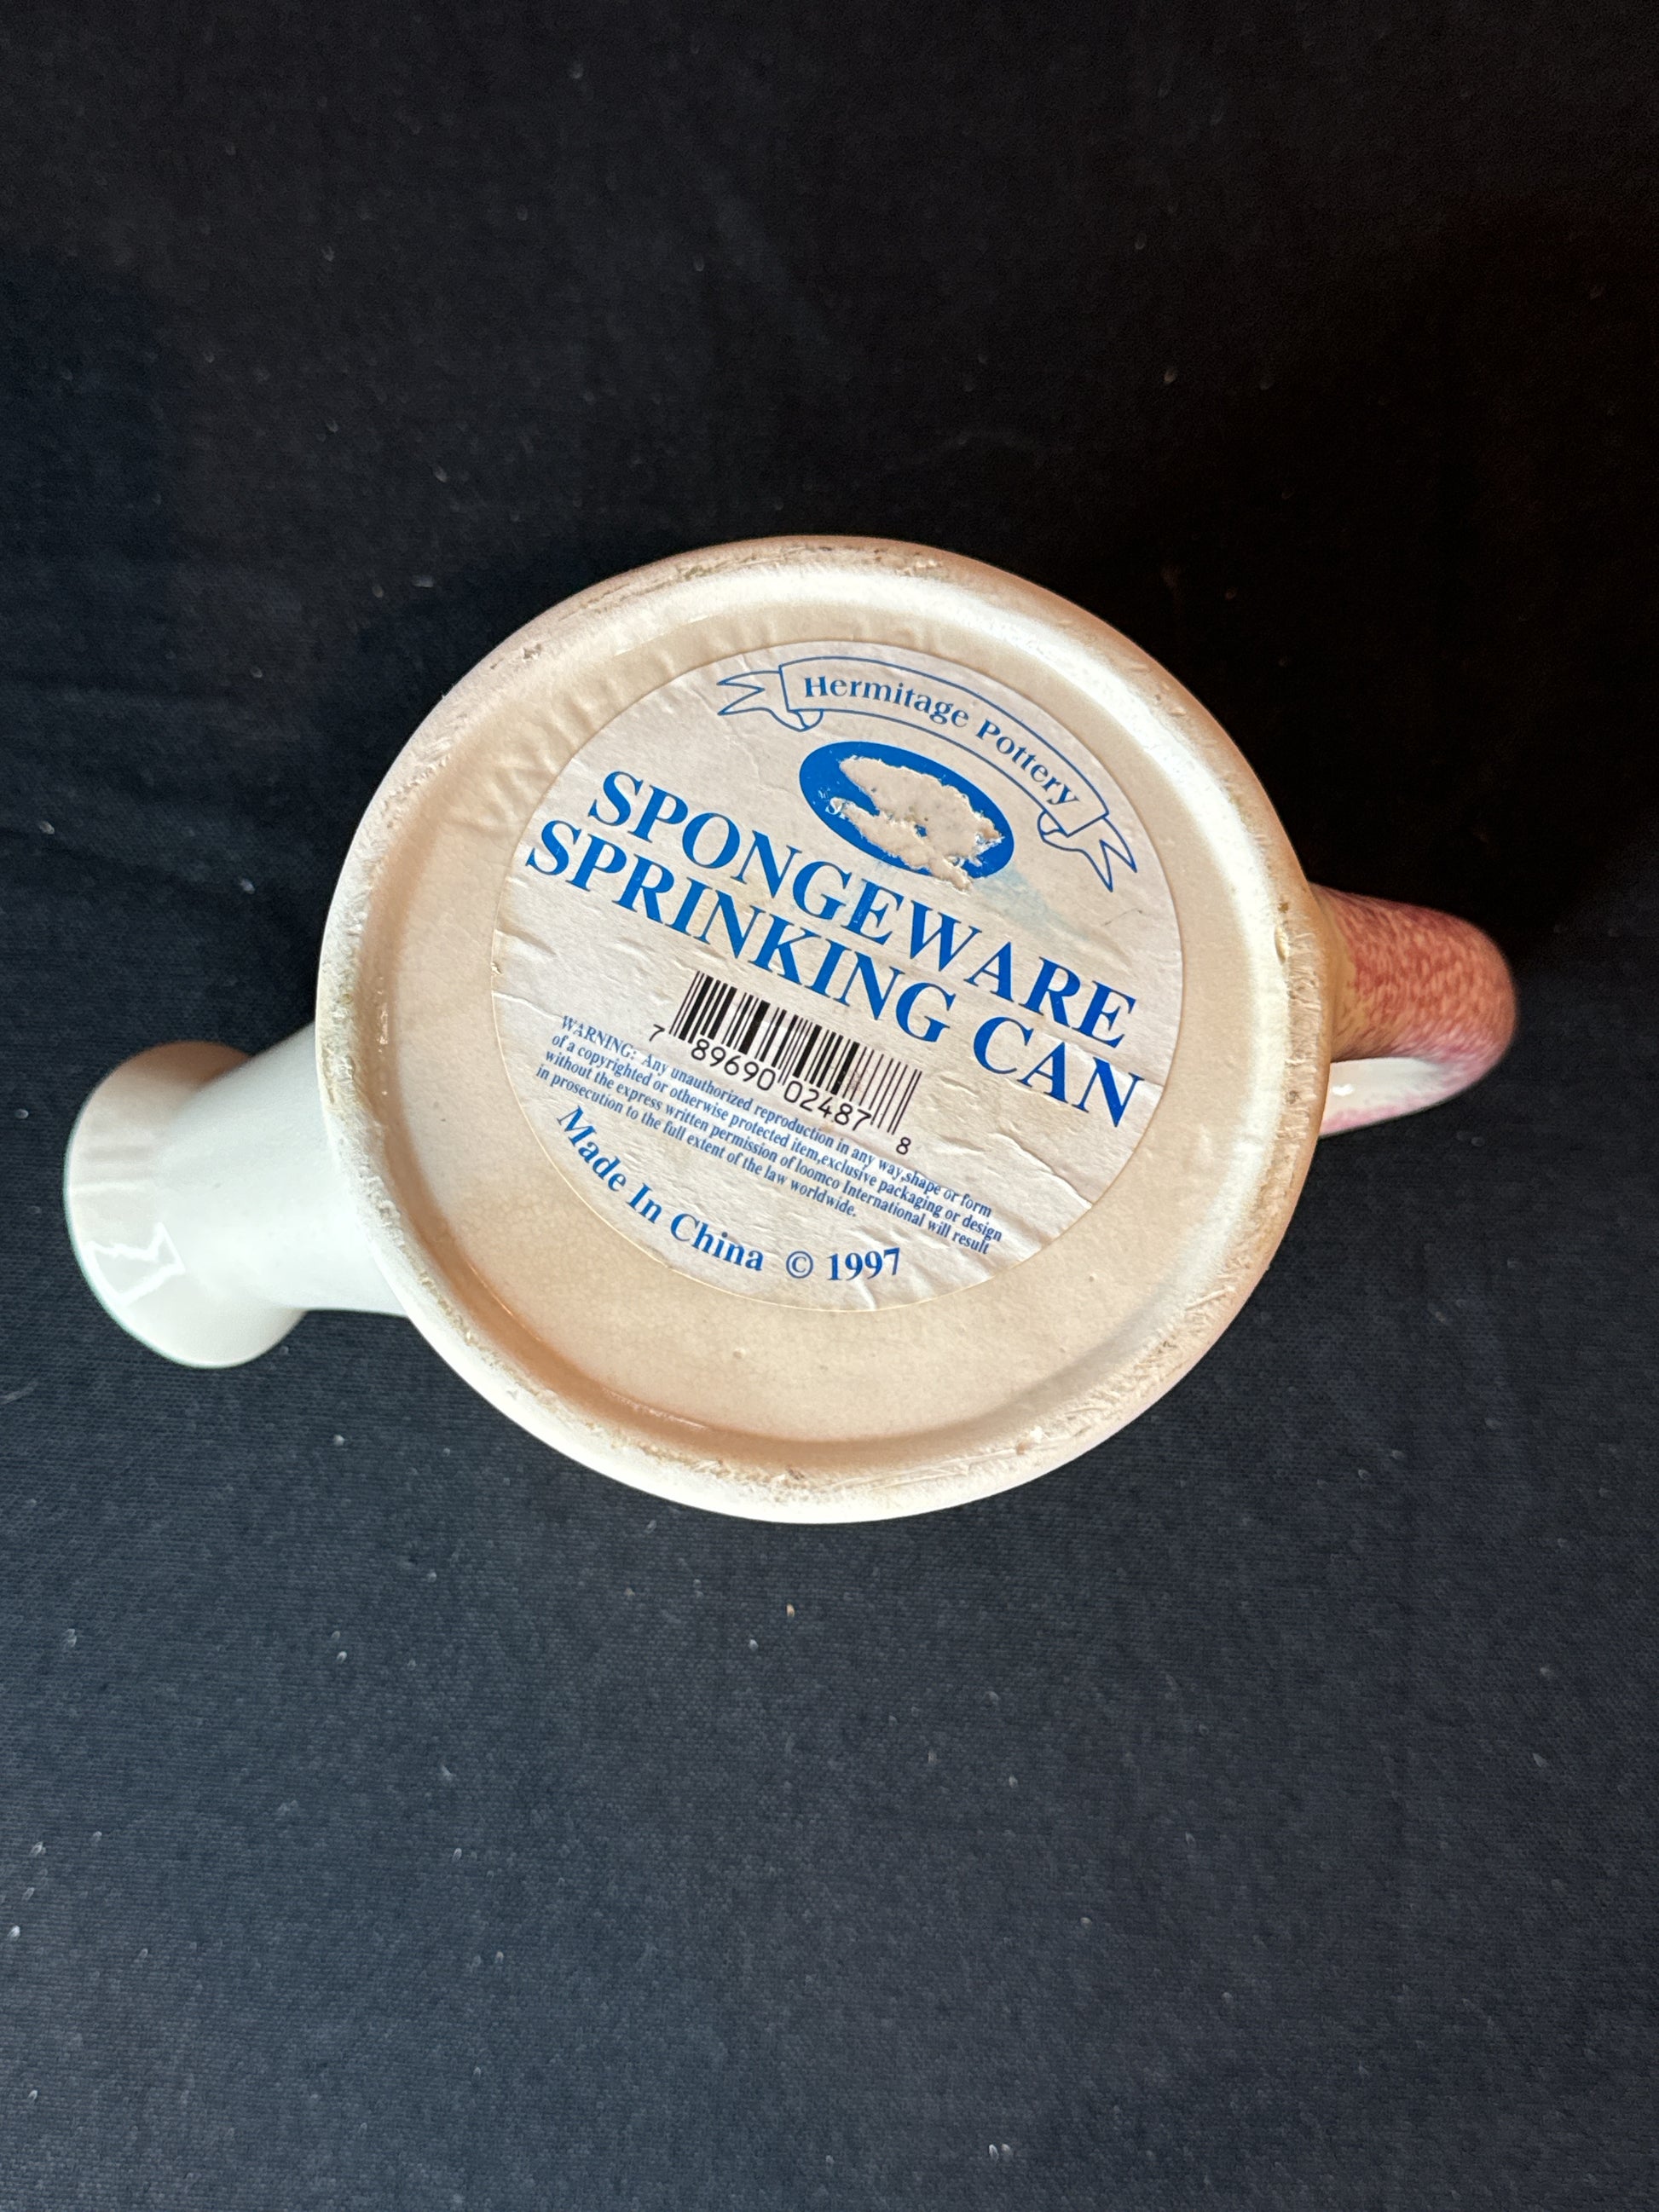 Hermitage Pottery
SPONGEWARE
SPRINKING CAN
7 89690 02487 8
WARNING: Any unauthorized reproduction in any way,shape or form
of a copyrighted or otherwise protected item,exclusive packaging or design
without the express written permission of loomco International will result
in prosecution to the full extent of the law worldwide.
Made In China © 1997